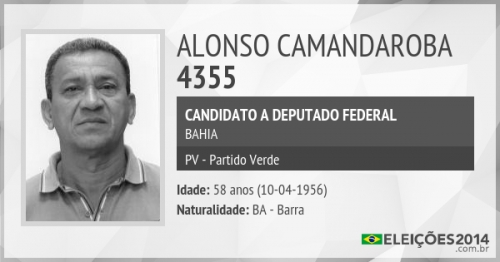 ALONSO CAMANDAROBA
4355
CANDIDATO A DEPUTADO FEDERAL
BAHIA
PV - Partido Verde
Idade: 58 anos (10-04-1956)
Naturalidade: BA - Barra
ELEIÇÕES2014
.com.br